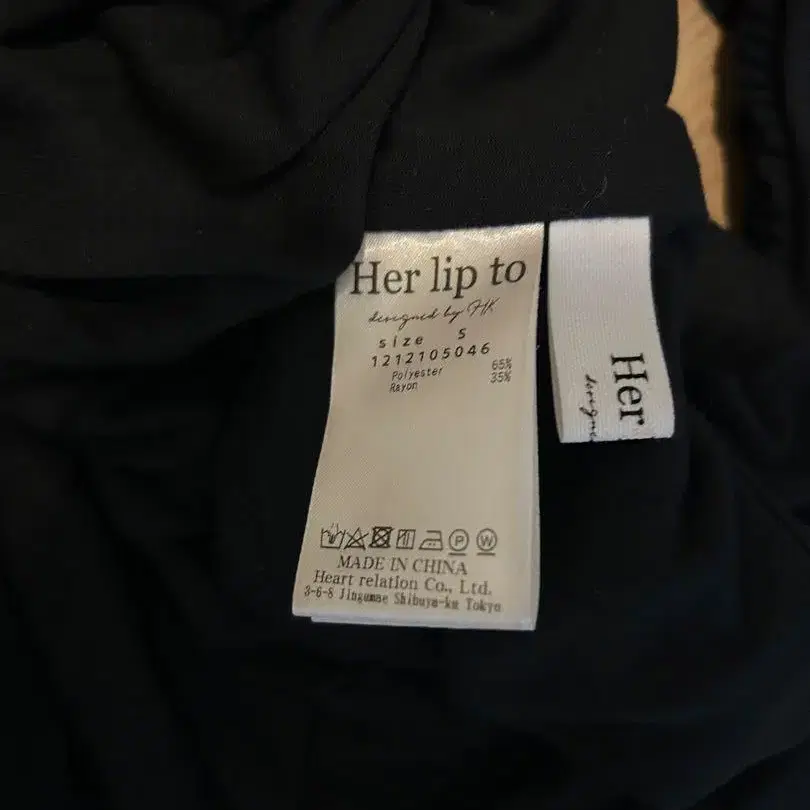 Her lip to
designed by HK
size S
1212105046
Polyester 65%
Rayon 35%
P W
MADE IN CHINA
Heart relation Co., Ltd.
3-6-8 Jingumae Shibuya-ku Tokyo
Her
designe